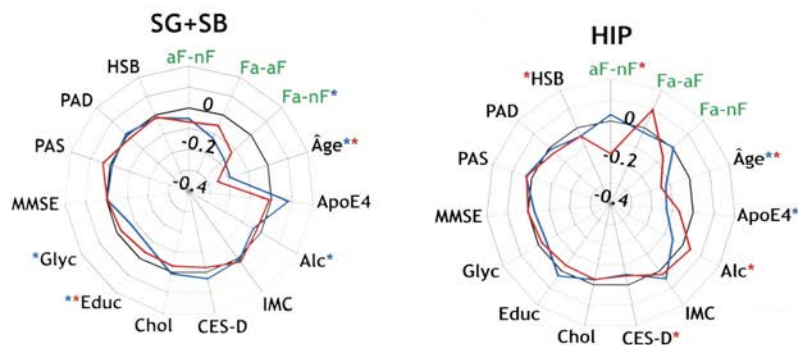 SG+SB
aF-nF
Fa-aF
Fa-nF*
Âge**
ApoE4
Alc*
IMC
CES-D
Chol
**Educ
*Glyc
MMSE
PAS
PAD
HSB
0
-0.2
-0.4
HIP
aF-nF*
Fa-aF
Fa-nF
Âge**
ApoE4*
Alc*
IMC
CES-D*
Chol
Educ
Glyc
MMSE
PAS
PAD
*HSB
0
-0.2
-0.4